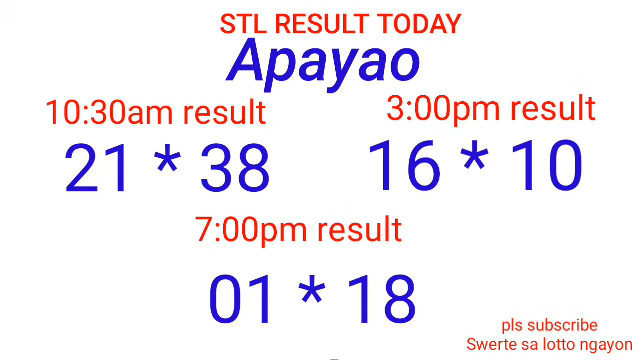 STL RESULT TODAY
Apayao
10:30am result
21 * 38
3:00pm result
16 * 10
7:00pm result
01 * 18
pls subscribe
Swerte sa lotto ngayon